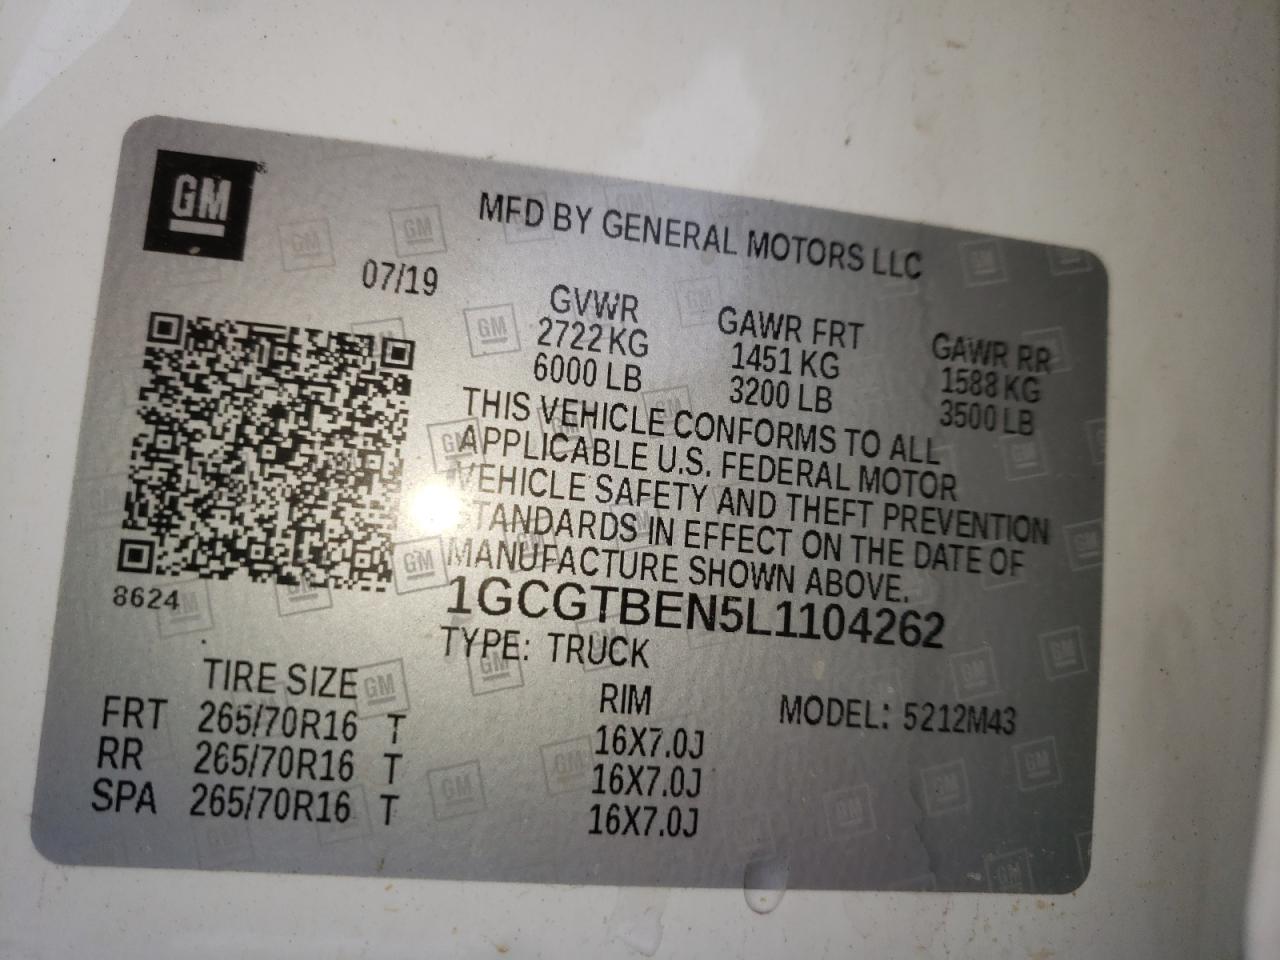 GM
MFD BY GENERAL MOTORS LLC
07/19
GVWR GAWR FRT GAWR RR
2722 KG 1451 KG 1588 KG
6000 LB 3200 LB 3500 LB
THIS VEHICLE CONFORMS TO ALL
APPLICABLE U.S. FEDERAL MOTOR
VEHICLE SAFETY AND THEFT PREVENTION
STANDARDS IN EFFECT ON THE DATE OF
MANUFACTURE SHOWN ABOVE.
8624
1GCGTBEN5L1104262
TYPE: TRUCK
TIRE SIZE RIM MODEL: 5212M43
FRT 265/70R16 T 16X7.0J
RR 265/70R16 T 16X7.0J
SPA 265/70R16 T 16X7.0J